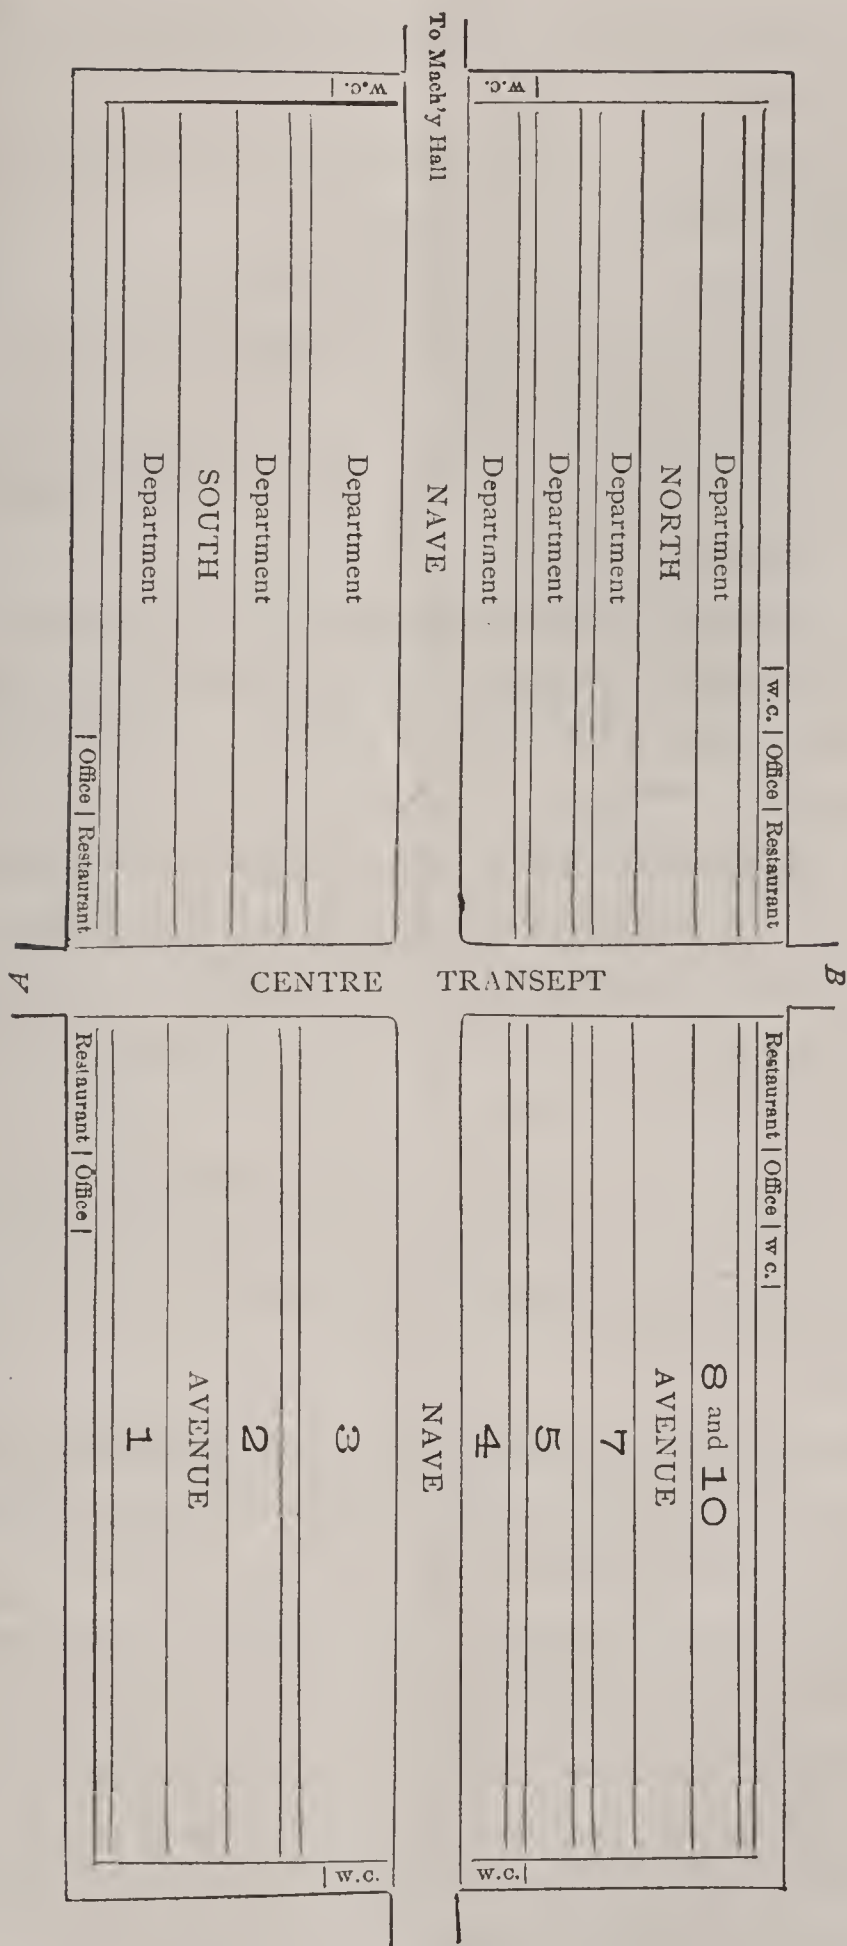 B
w.c. | Office | Restaurant
Restaurant | Office | w c.
Department 8 and 10
NORTH AVENUE
Department 7
Department 5
Department 4
w.c.
w.c.
To Mach'y Hall
NAVE
NAVE
CENTRE TRANSEPT
w.c.
w.c.
Department 3
Department 2
SOUTH AVENUE
Department 1
Office | Restaurant
Restaurant | Office
A